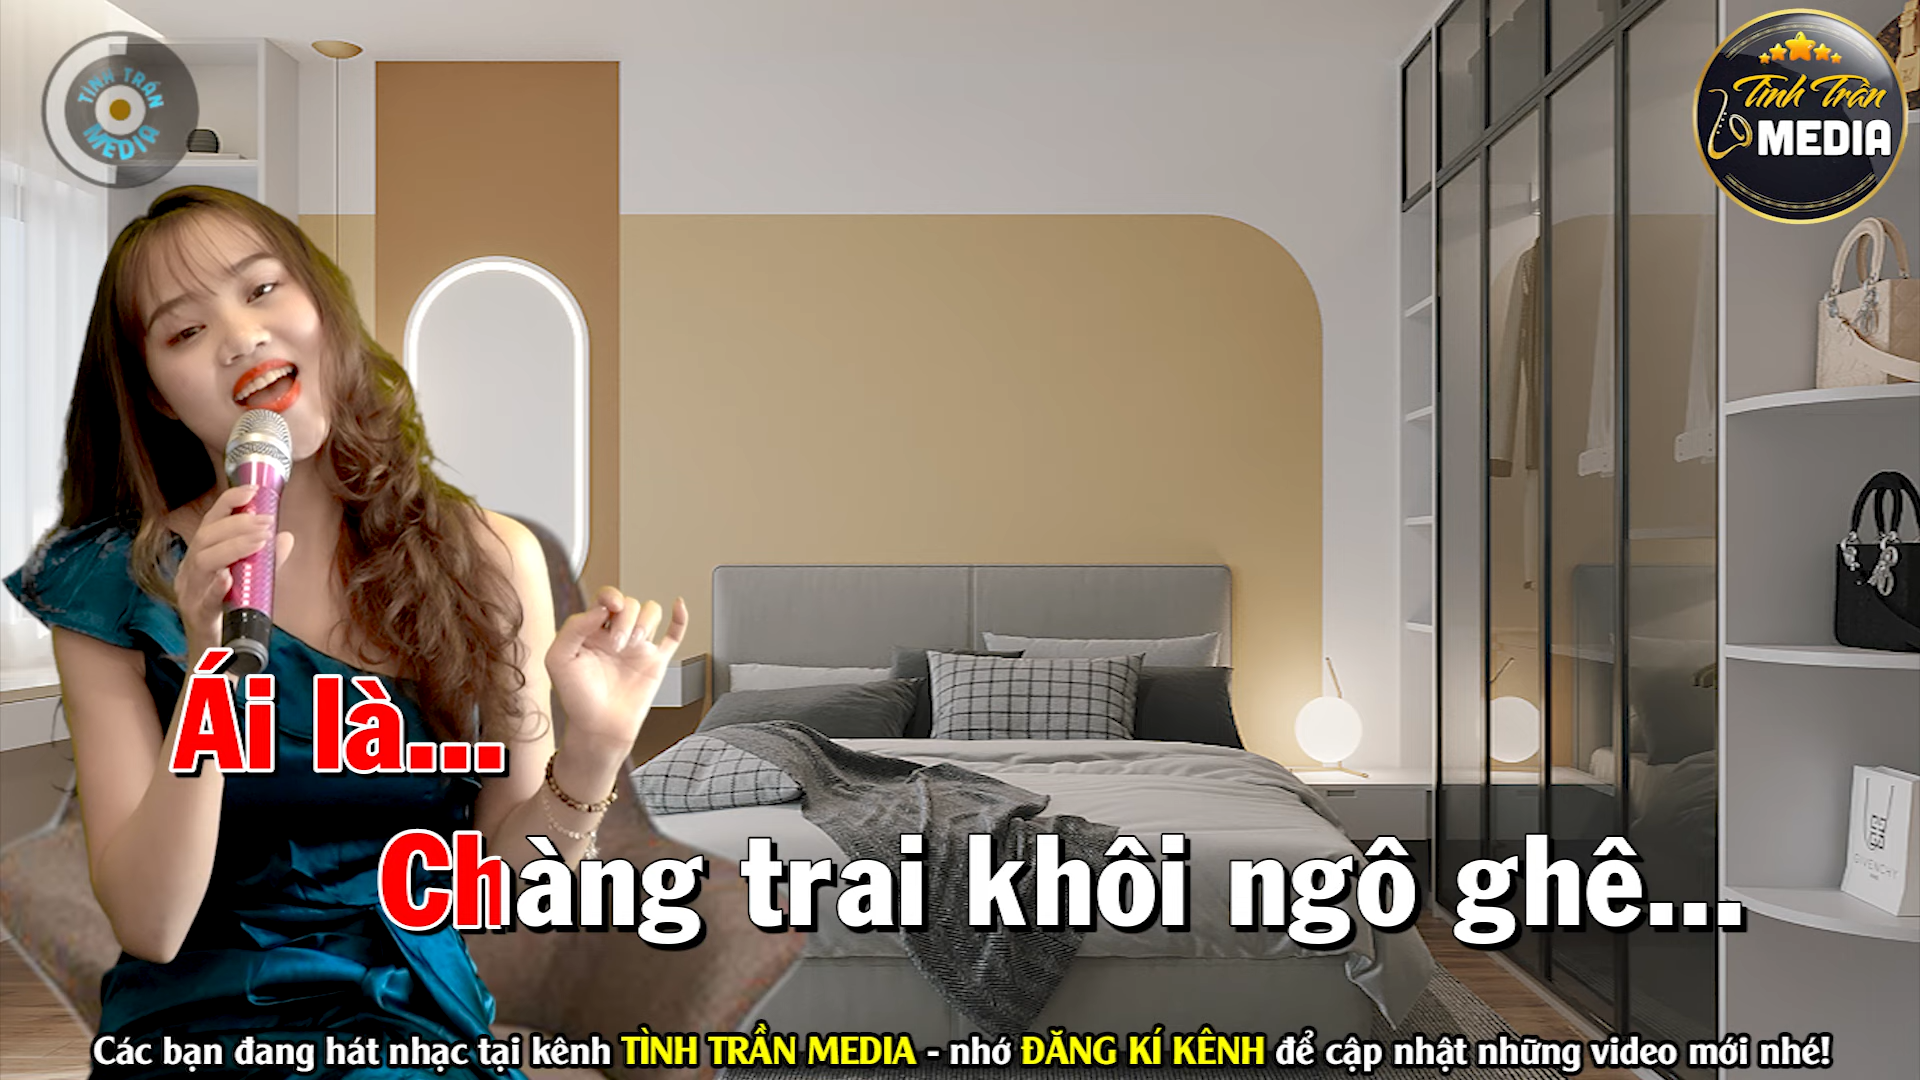 TÌNH TRẦN
MEDIA
Tình Trần
MEDIA
Ái là...
Chàng trai khôi ngô ghê...
GIVENCHY
Các bạn đang hát nhạc tại kênh TÌNH TRẦN MEDIA - nhớ ĐĂNG KÍ KÊNH để cập nhật những video mới nhé!